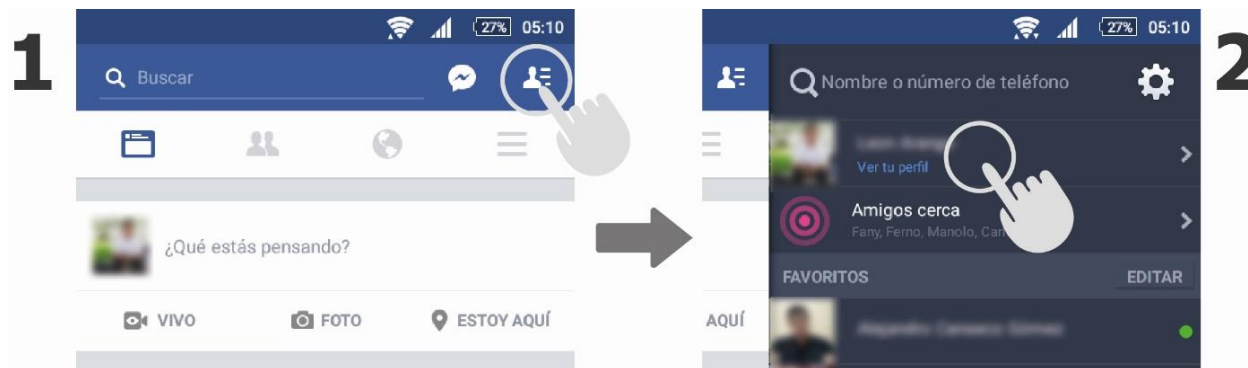 1
27% 05:10
Buscar
¿Qué estás pensando?
VIVO FOTO ESTOY AQUÍ
27% 05:10
2
Nombre o número de teléfono
Ver tu perfil
Amigos cerca
Fany, Ferno, Manolo,
FAVORITOS EDITAR
AQUÍ